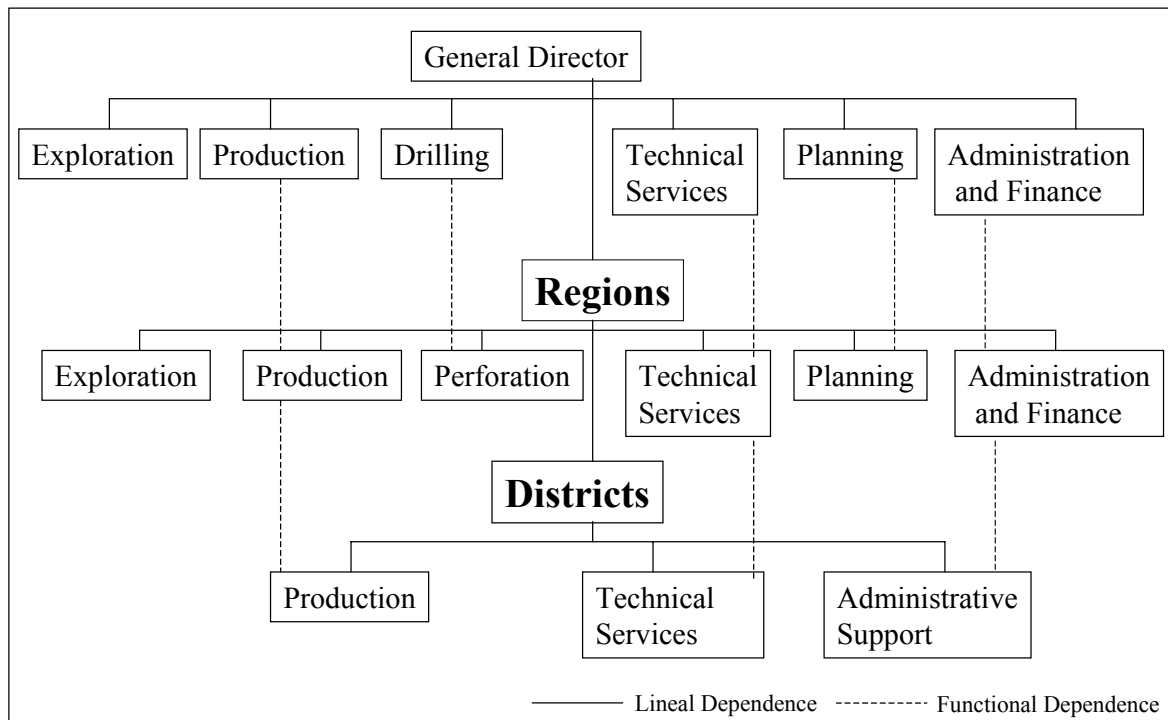 General Director
Exploration
Production
Drilling
Technical
Services
Planning
Administration
and Finance
Regions
Exploration
Production
Perforation
Technical
Services
Planning
Administration
and Finance
Districts
Production
Technical
Services
Administrative
Support
Lineal Dependence
Functional Dependence